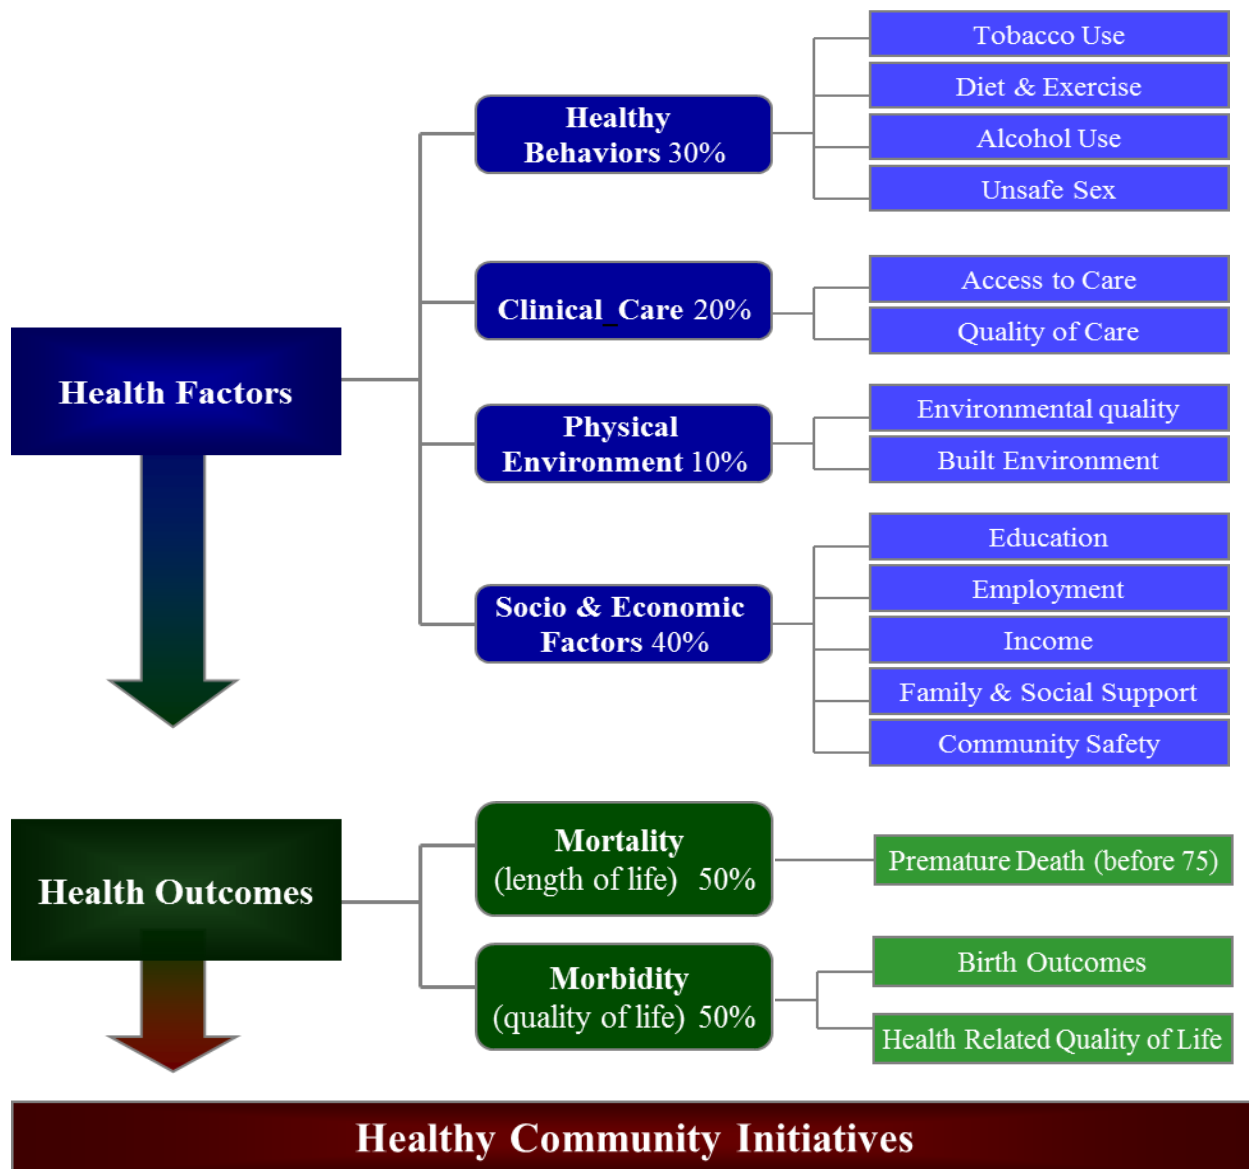 Tobacco Use
Diet & Exercise
Healthy
Behaviors 30%
Alcohol Use
Unsafe Sex
Access to Care
Clinical_Care 20%
Quality of Care
Health Factors
Environmental quality
Physical
Environment 10%
Built Environment
Education
Employment
Socio & Economic
Factors 40%
Income
Family & Social Support
Community Safety
Mortality
(length of life) 50%
Premature Death (before 75)
Health Outcomes
Birth Outcomes
Morbidity
(quality of life) 50%
Health Related Quality of Life
Healthy Community Initiatives